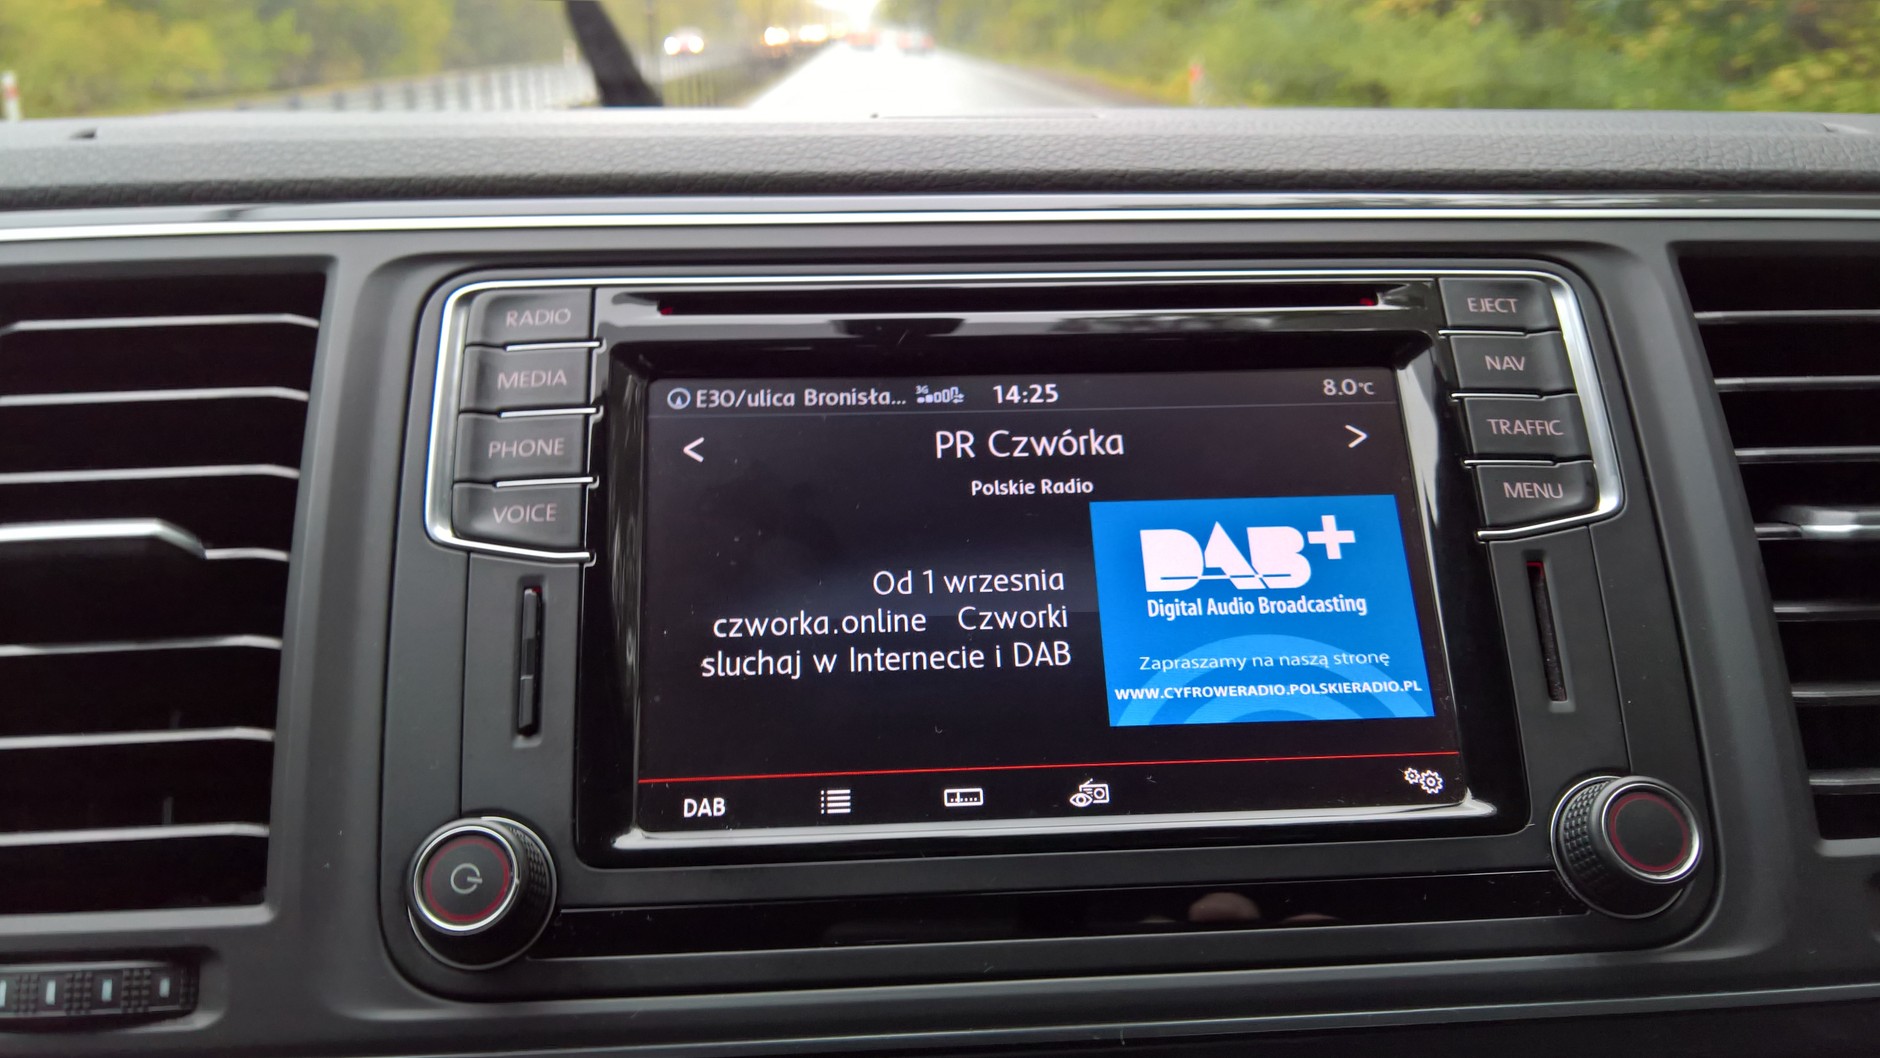 RADIO
MEDIA
PHONE
VOICE
EJECT
NAV
TRAFFIC
MENU
E30/ulica Bronisła... 3G 14:25 8.0°C
< PR Czwórka >
Polskie Radio
Od 1 wrzesnia
czworka.online Czworki
sluchaj w Internecie i DAB
DAB+
Digital Audio Broadcasting
Zapraszamy na naszą stronę
WWW.CYFROWERADIO.POLSKIERADIO.PL
DAB